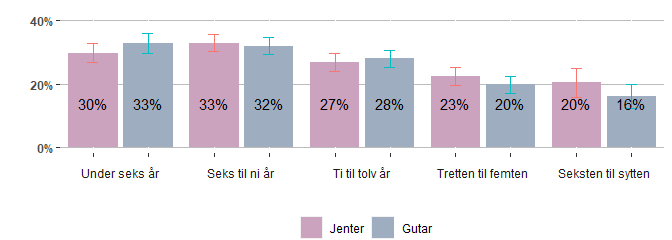 40%
20%
0%
30% 33% 33% 32% 27% 28% 23% 20% 20% 16%
Under seks år Seks til ni år Ti til tolv år Tretten til femten Seksten til sytten
Jenter Gutar